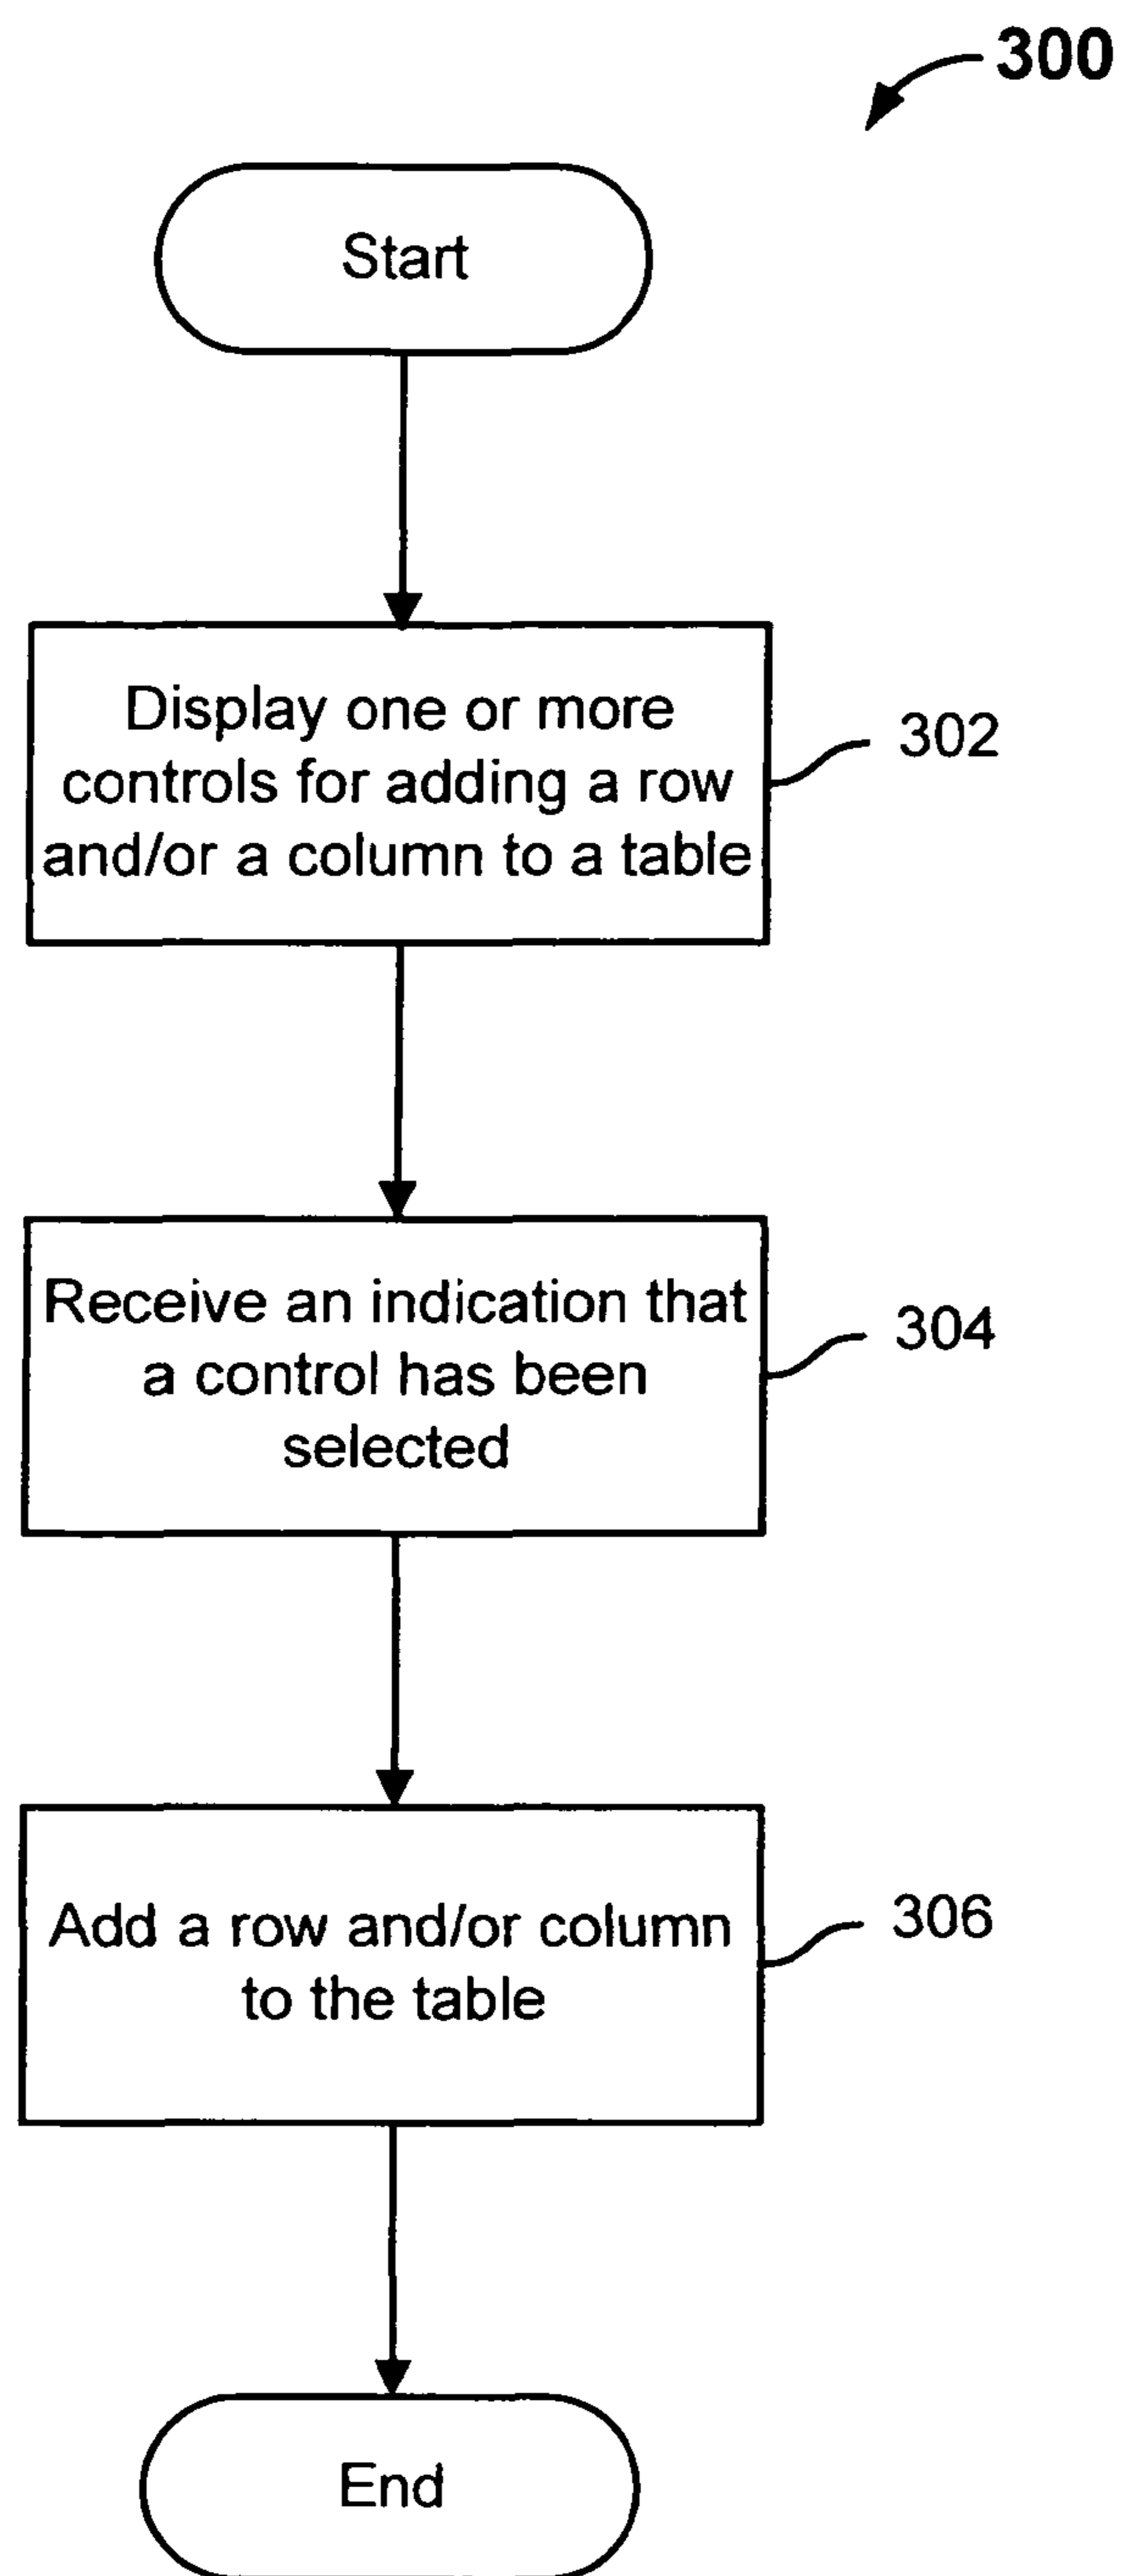 300
Start
Display one or more
controls for adding a row
and/or a column to a table
302
Receive an indication that
a control has been
selected
304
Add a row and/or column
to the table
306
End